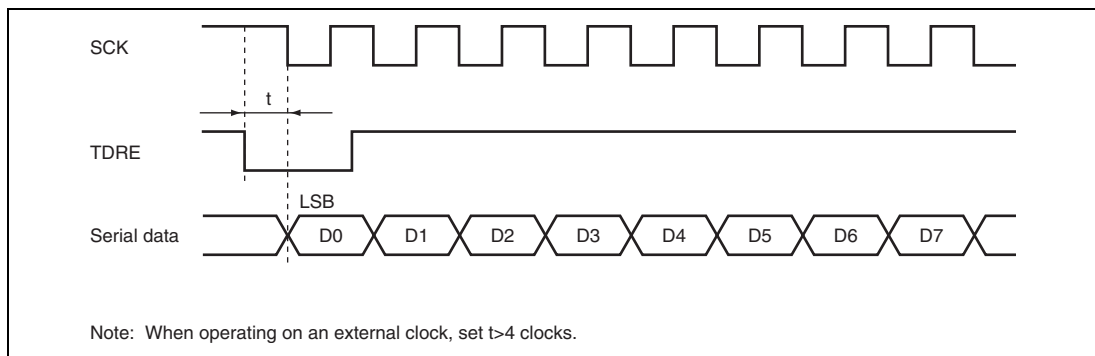 SCK
t
TDRE
LSB
Serial data
D0 D1 D2 D3 D4 D5 D6 D7
Note: When operating on an external clock, set t>4 clocks.